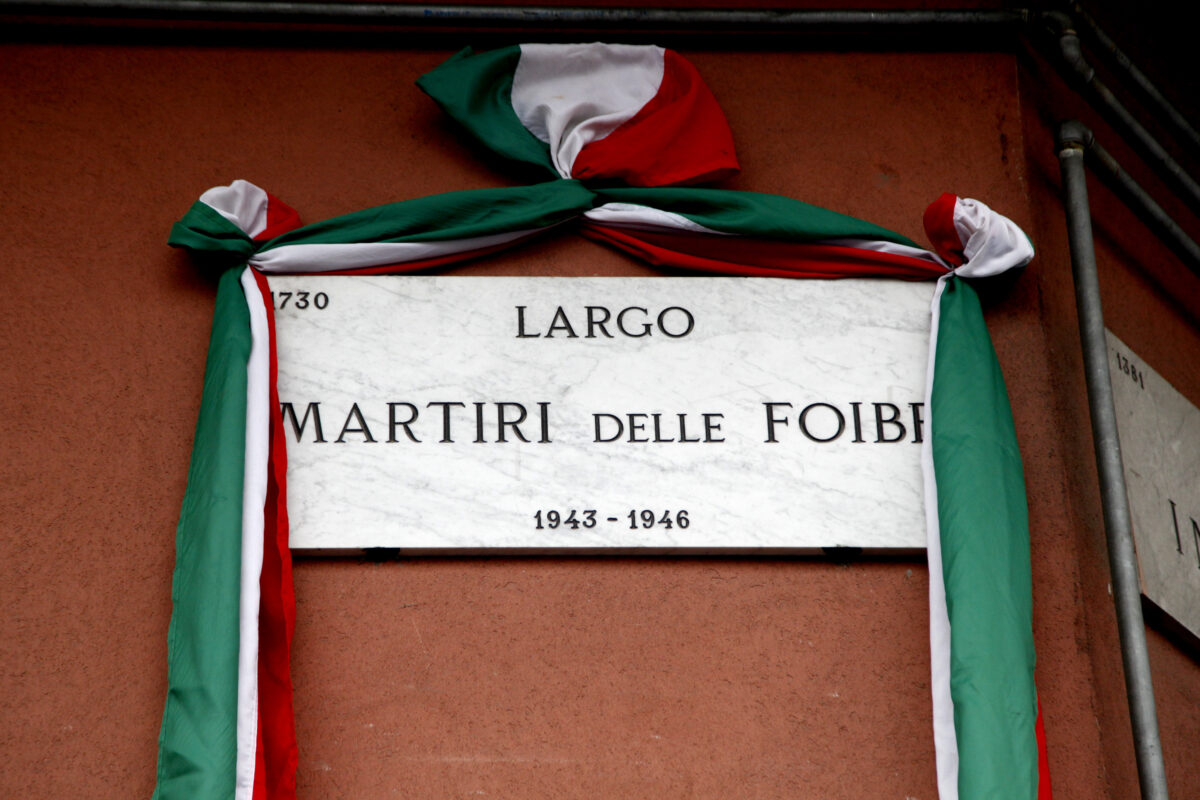 1730
LARGO
MARTIRI DELLE FOIBE
1943 - 1946
1381